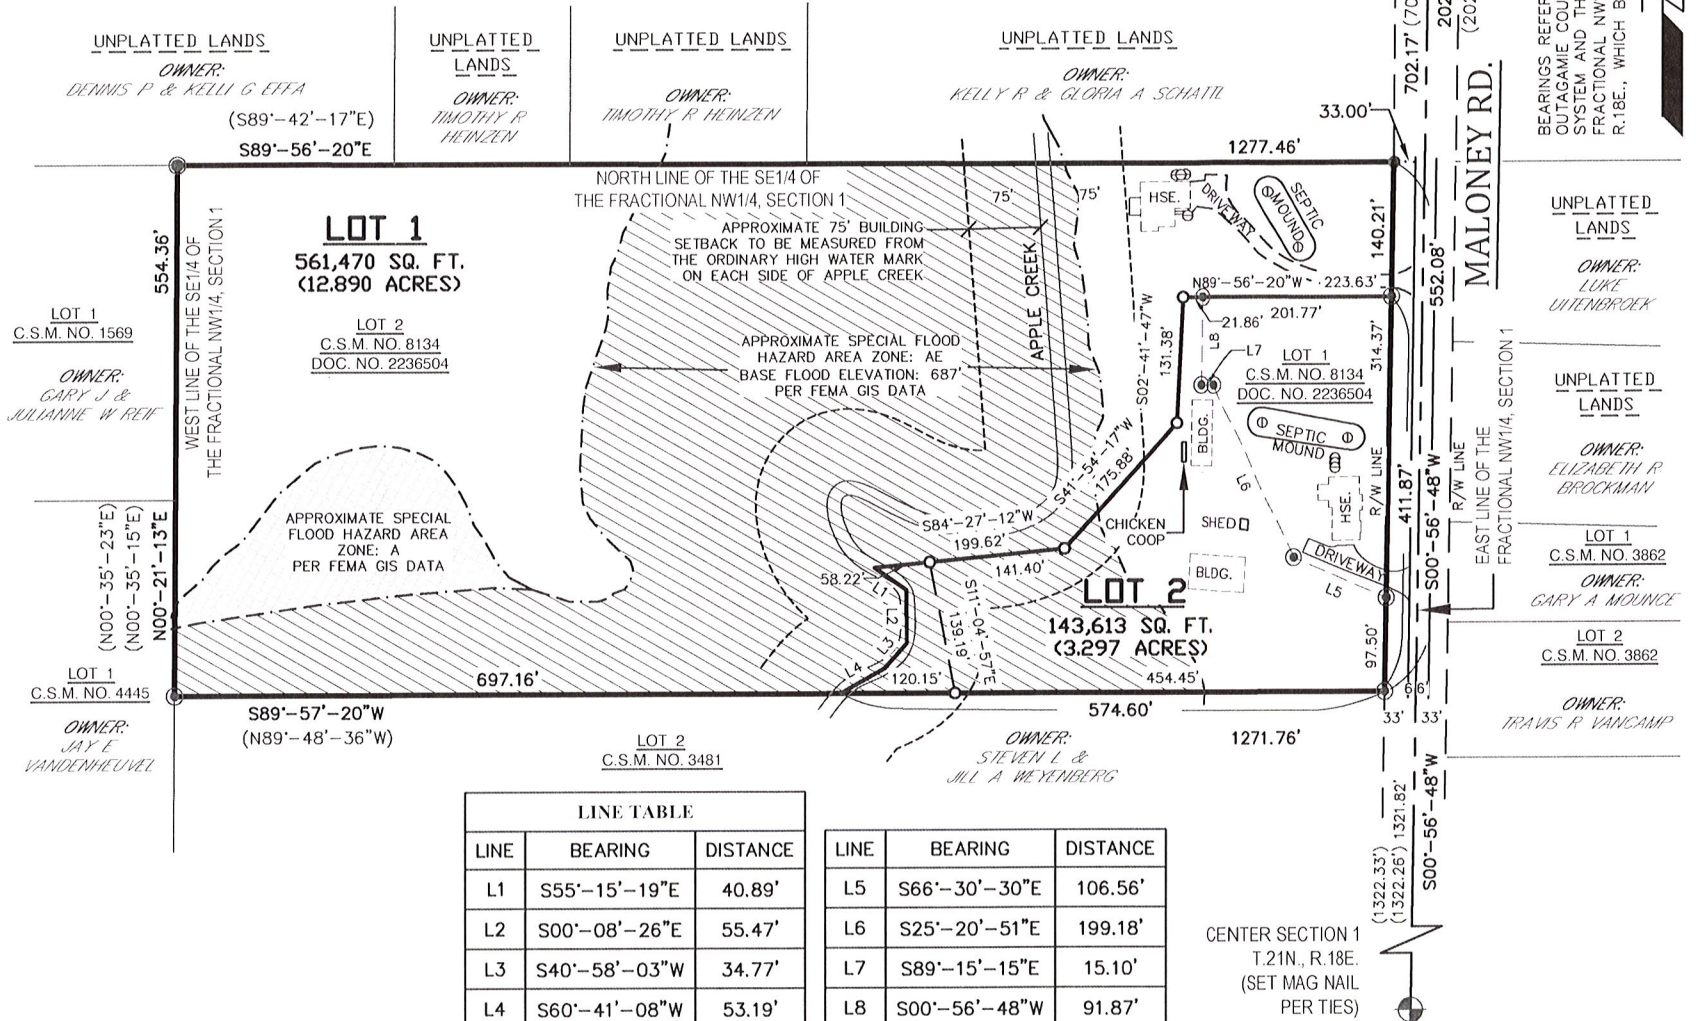 UNPLATTED LANDS
OWNER:
DENNIS P & KELLI G EFFA
(S89°-42'-17"E)
S89°-56'-20"E
UNPLATTED
LANDS
OWNER:
TIMOTHY R
HEINZEN
UNPLATTED LANDS
OWNER:
TIMOTHY R HEINZEN
UNPLATTED LANDS
OWNER:
KELLY R & GLORIA A SCHATTL
33.00'
1277.46'
702.17'
MALONEY RD.
BEARINGS REFER
OUTAGAMIE COU
SYSTEM AND TH
FRACTIONAL NW
R.18E., WHICH B
NORTH LINE OF THE SE1/4 OF
THE FRACTIONAL NW1/4, SECTION 1
LOT 1
561,470 SQ. FT.
(12.890 ACRES)
LOT 2
C.S.M. NO. 8134
DOC. NO. 2236504
554.36'
WEST LINE OF THE SE1/4 OF
THE FRACTIONAL NW1/4, SECTION 1
LOT 1
C.S.M. NO. 1569
OWNER:
GARY J &
JULIANNE W REIF
(N00°-35'-23"E)
(N00°-35'-15"E)
N00°-21'-13"E
APPROXIMATE 75' BUILDING
SETBACK TO BE MEASURED FROM
THE ORDINARY HIGH WATER MARK
ON EACH SIDE OF APPLE CREEK
75'
75'
APPLE CREEK
APPROXIMATE SPECIAL FLOOD
HAZARD AREA ZONE: AE
BASE FLOOD ELEVATION: 687'
PER FEMA GIS DATA
HSE.
DRIVEWAY
SEPTIC
MOUND
140.21'
552.08'
N89°-56'-20"W
223.63'
201.77'
21.86'
L8
L7
131.38'
S02°-41'-47"W
314.37'
LOT 1
C.S.M. NO. 8134
DOC. NO. 2236504
BLDG.
SEPTIC
MOUND
L6
HSE.
R/W LINE
411.87'
S00°-56'-48"W
R/W LINE
EAST LINE OF THE
FRACTIONAL NW1/4, SECTION 1
S41°-54'-17"W
175.88'
S84°-27'-12"W
199.62'
141.40'
CHICKEN
COOP
SHED
BLDG.
DRIVEWAY
L5
58.22'
L1
L2
L3
L4
S11°-04'-57"E
139.19'
LOT 2
143,613 SQ. FT.
(3.297 ACRES)
97.50'
APPROXIMATE SPECIAL
FLOOD HAZARD AREA
ZONE: A
PER FEMA GIS DATA
697.16'
120.15'
454.45'
574.60'
1271.76'
66'
33'
33'
S89°-57'-20"W
(N89°-48'-36"W)
LOT 1
C.S.M. NO. 4445
OWNER:
JAY E
VANDENHEUVEL
LOT 2
C.S.M. NO. 3481
OWNER:
STEVEN L &
JILL A WEYENBERG
UNPLATTED
LANDS
OWNER:
LUKE
UITENBROEK
UNPLATTED
LANDS
OWNER:
ELIZABETH R
BROCKMAN
LOT 1
C.S.M. NO. 3862
OWNER:
GARY A MOUNCE
LOT 2
C.S.M. NO. 3862
OWNER:
TRAVIS R VANCAMP
(1322.33')
(1322.26') 1321.82'
S00°-56'-48"W
CENTER SECTION 1
T.21N., R.18E.
(SET MAG NAIL
PER TIES)
LINE TABLE
LINE BEARING DISTANCE
L1 S55°-15'-19"E 40.89'
L2 S00°-08'-26"E 55.47'
L3 S40°-58'-03"W 34.77'
L4 S60°-41'-08"W 53.19'
LINE BEARING DISTANCE
L5 S66°-30'-30"E 106.56'
L6 S25°-20'-51"E 199.18'
L7 S89°-15'-15"E 15.10'
L8 S00°-56'-48"W 91.87'